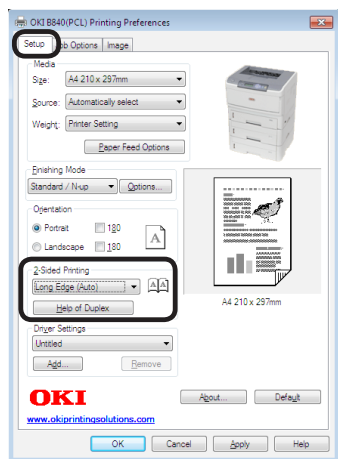 OKI B840(PCL) Printing Preferences
Setup Job Options Image
Media
Size: A4 210 x 297mm
Source: Automatically select
Weight: Printer Setting
Paper Feed Options
Finishing Mode
Standard / N-up Options...
Orientation
Portrait 180
Landscape 180
A
2-Sided Printing
Long Edge (Auto) A A
Help of Duplex
A4 210 x 297mm
Driver Settings
Untitled
Add... Remove
OKI
About... Default
www.okiprintingsolutions.com
OK Cancel Apply Help